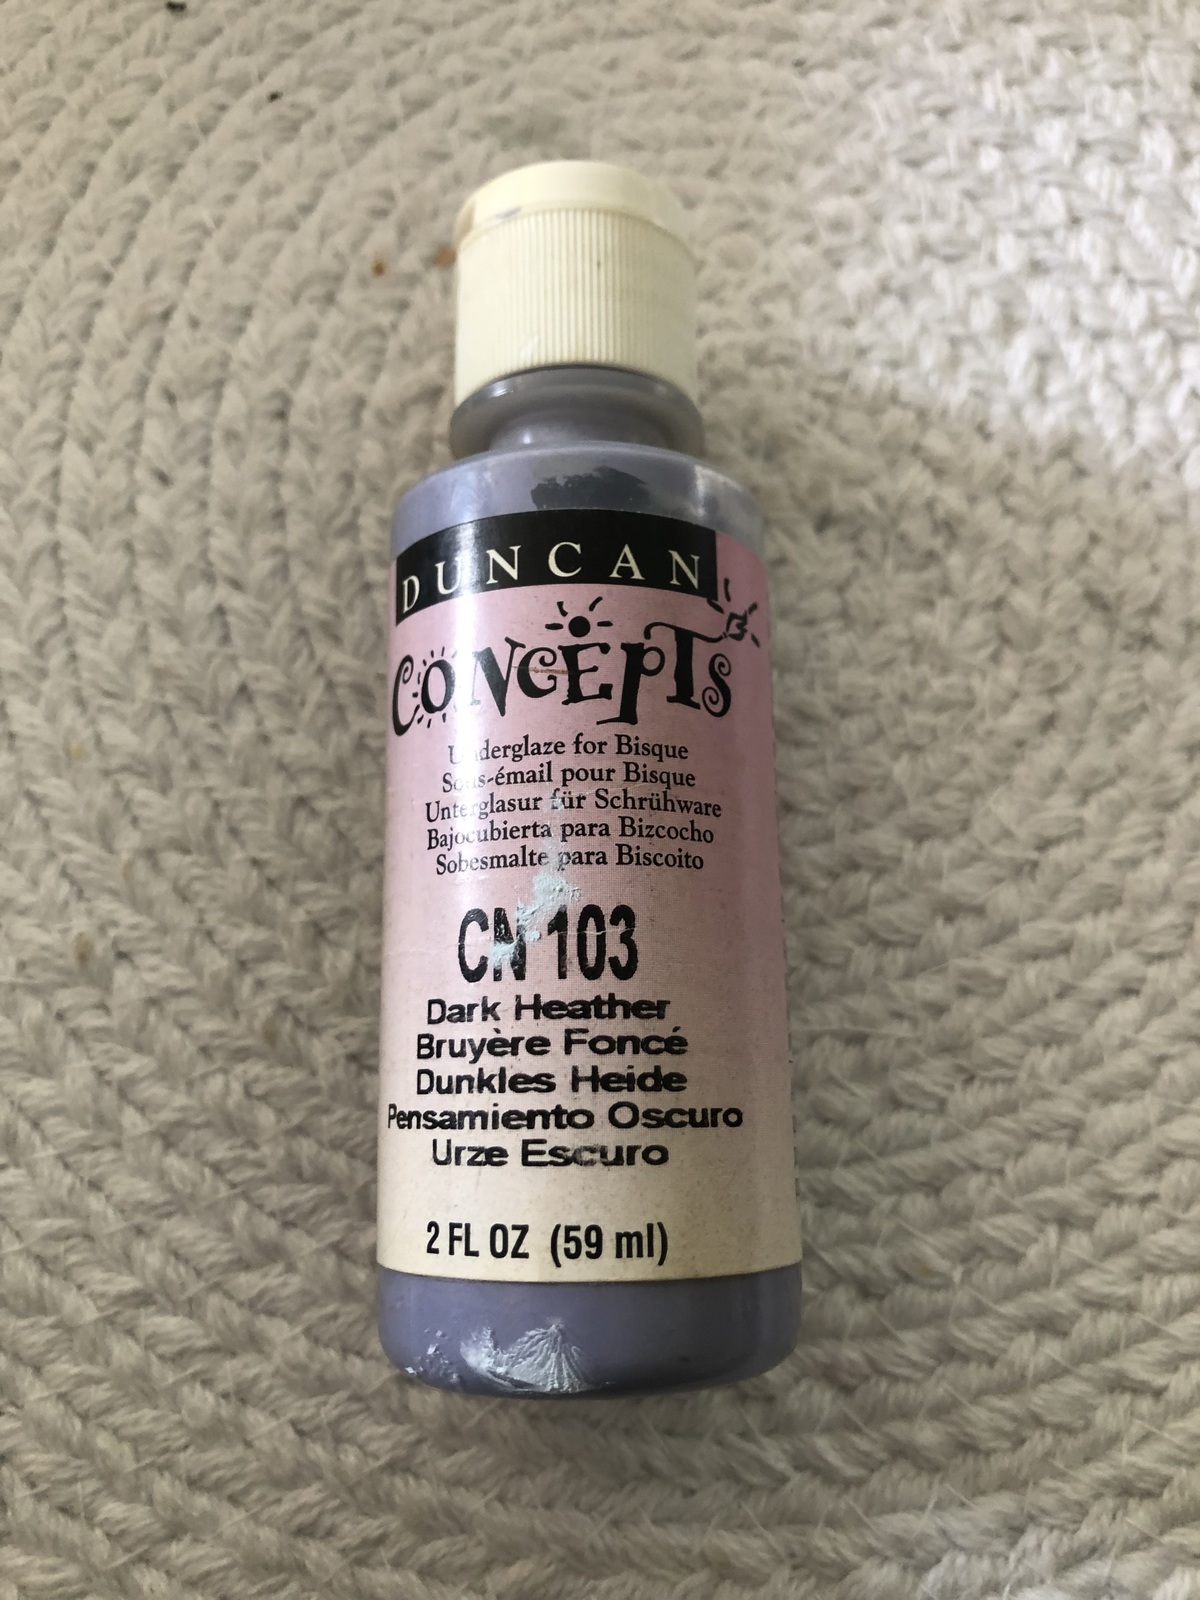 DUNCAN
CONCEPTS
Underglaze for Bisque
Sous-émail pour Bisque
Unterglasur für Schrühware
Bajocubierta para Bizcocho
Sobesmalte para Biscoito
CN 103
Dark Heather
Bruyère Foncé
Dunkles Heide
Pensamiento Oscuro
Urze Escuro
2 FL OZ (59 ml)